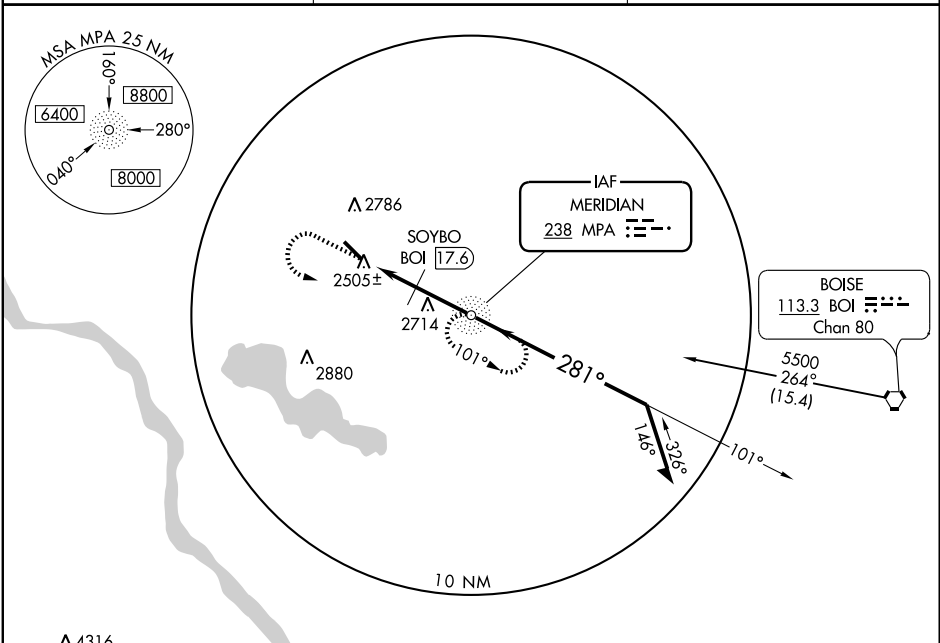 MSA MPA 25 NM
160°
8800
6400
280°
040°
8000
2786
SOYBO
BOI 17.6
2505±
2714
2880
IAF
MERIDIAN
238 MPA
BOISE
113.3 BOI
Chan 80
5500
264°
(15.4)
101°
281°
146°
326°
101°
10 NM
4316